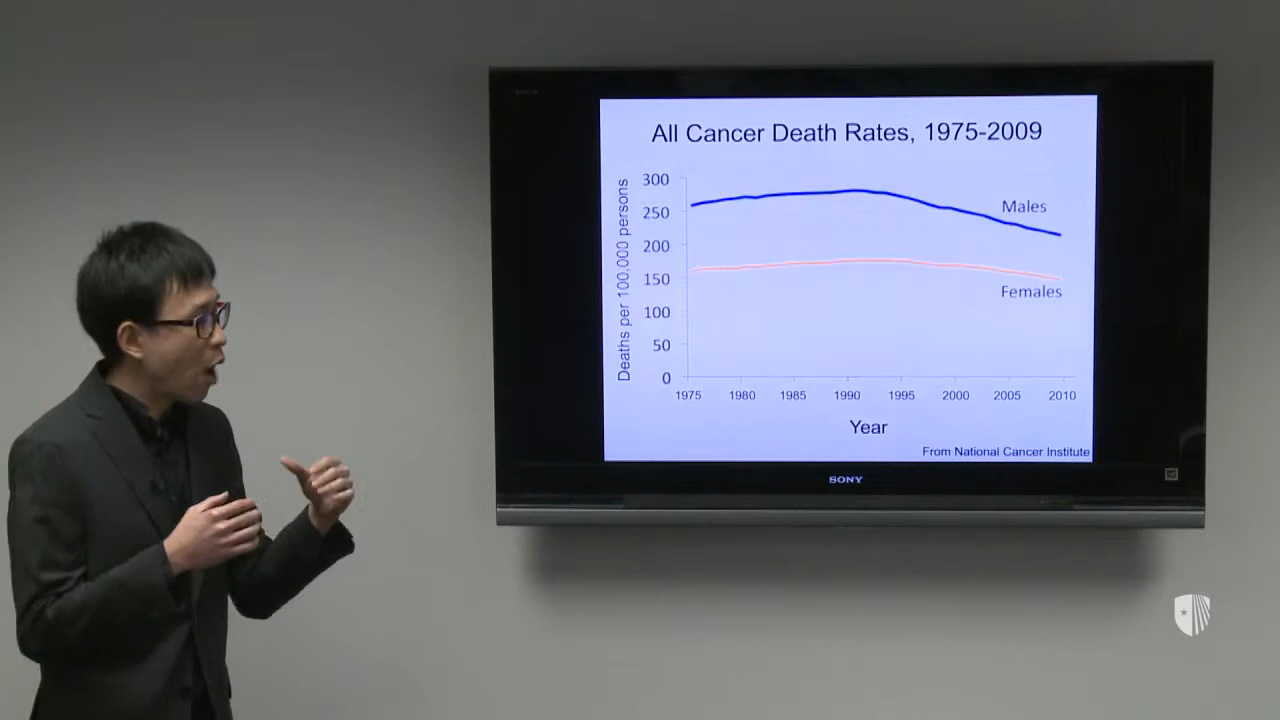 All Cancer Death Rates, 1975-2009
Deaths per 100,000 persons
300
250
200
150
100
50
0
Males
Females
1975 1980 1985 1990 1995 2000 2005 2010
Year
From National Cancer Institute
SONY